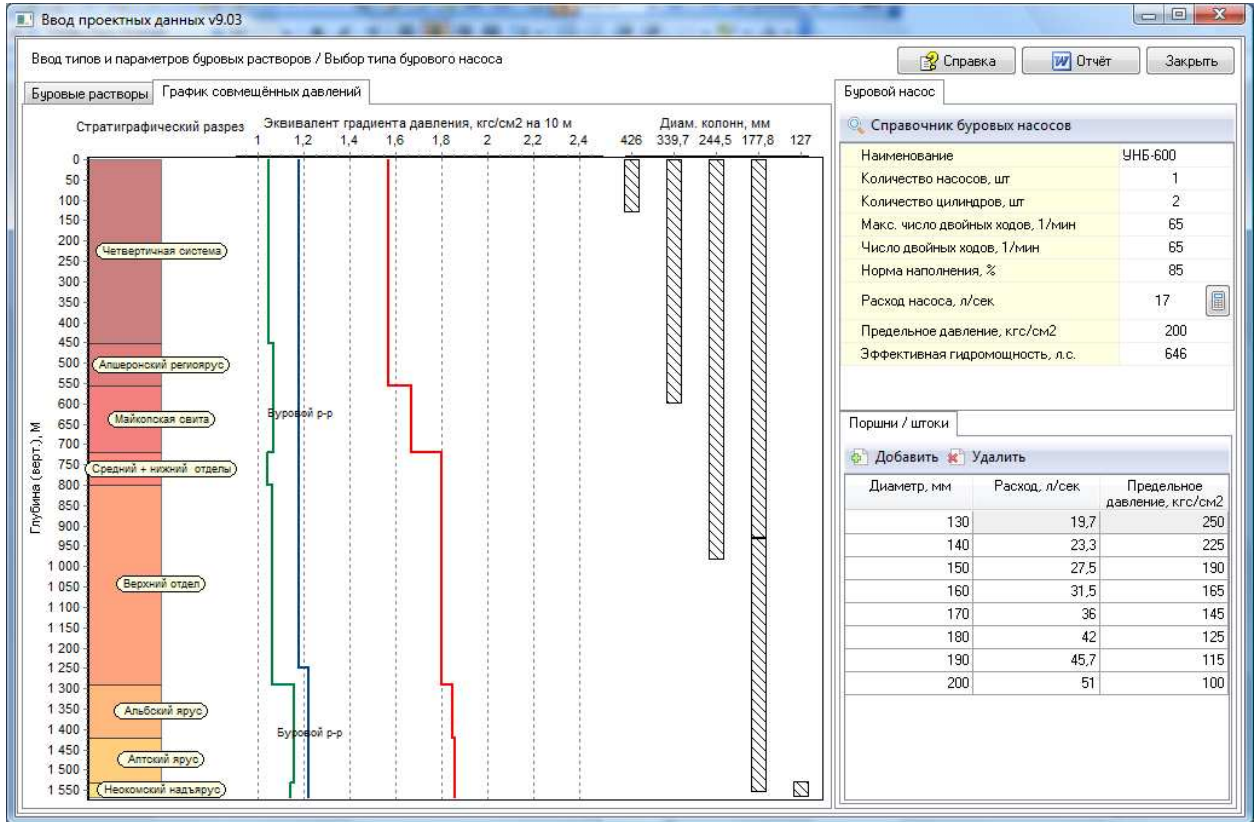 Ввод проектных данных v9.03
Ввод типов и параметров буровых растворов / Выбор типа бурового насоса
Справка
Отчёт
Закрыть
Буровые растворы
График совмещённых давлений
Стратиграфический разрез
Эквивалент градиента давления, кгс/см2 на 10 м
Диам. колонн, мм
1 1,2 1,4 1,6 1,8 2 2,2 2,4
426 339,7 244,5 177,8 127
Глубина (верт.), м
0
50
100
150
200
250
300
350
400
450
500
550
600
650
700
750
800
850
900
950
1 000
1 050
1 100
1 150
1 200
1 250
1 300
1 350
1 400
1 450
1 500
1 550
Четвертичная система
Апшеронский региоярус
Майкопская свита
Средний + нижний отделы
Верхний отдел
Альбский ярус
Аптский ярус
Неокомский надъярус
Буровой р-р
Буровой р-р
Буровой насос
Справочник буровых насосов
Наименование УНБ-600
Количество насосов, шт 1
Количество цилиндров, шт 2
Макс. число двойных ходов, 1/мин 65
Число двойных ходов, 1/мин 65
Норма наполнения, % 85
Расход насоса, л/сек 17
Предельное давление, кгс/см2 200
Эффективная гидромощность, л.с. 646
Поршни / штоки
Добавить Удалить
Диаметр, мм Расход, л/сек Предельное
давление, кгс/см2
130 19,7 250
140 23,3 225
150 27,5 190
160 31,5 165
170 36 145
180 42 125
190 45,7 115
200 51 100